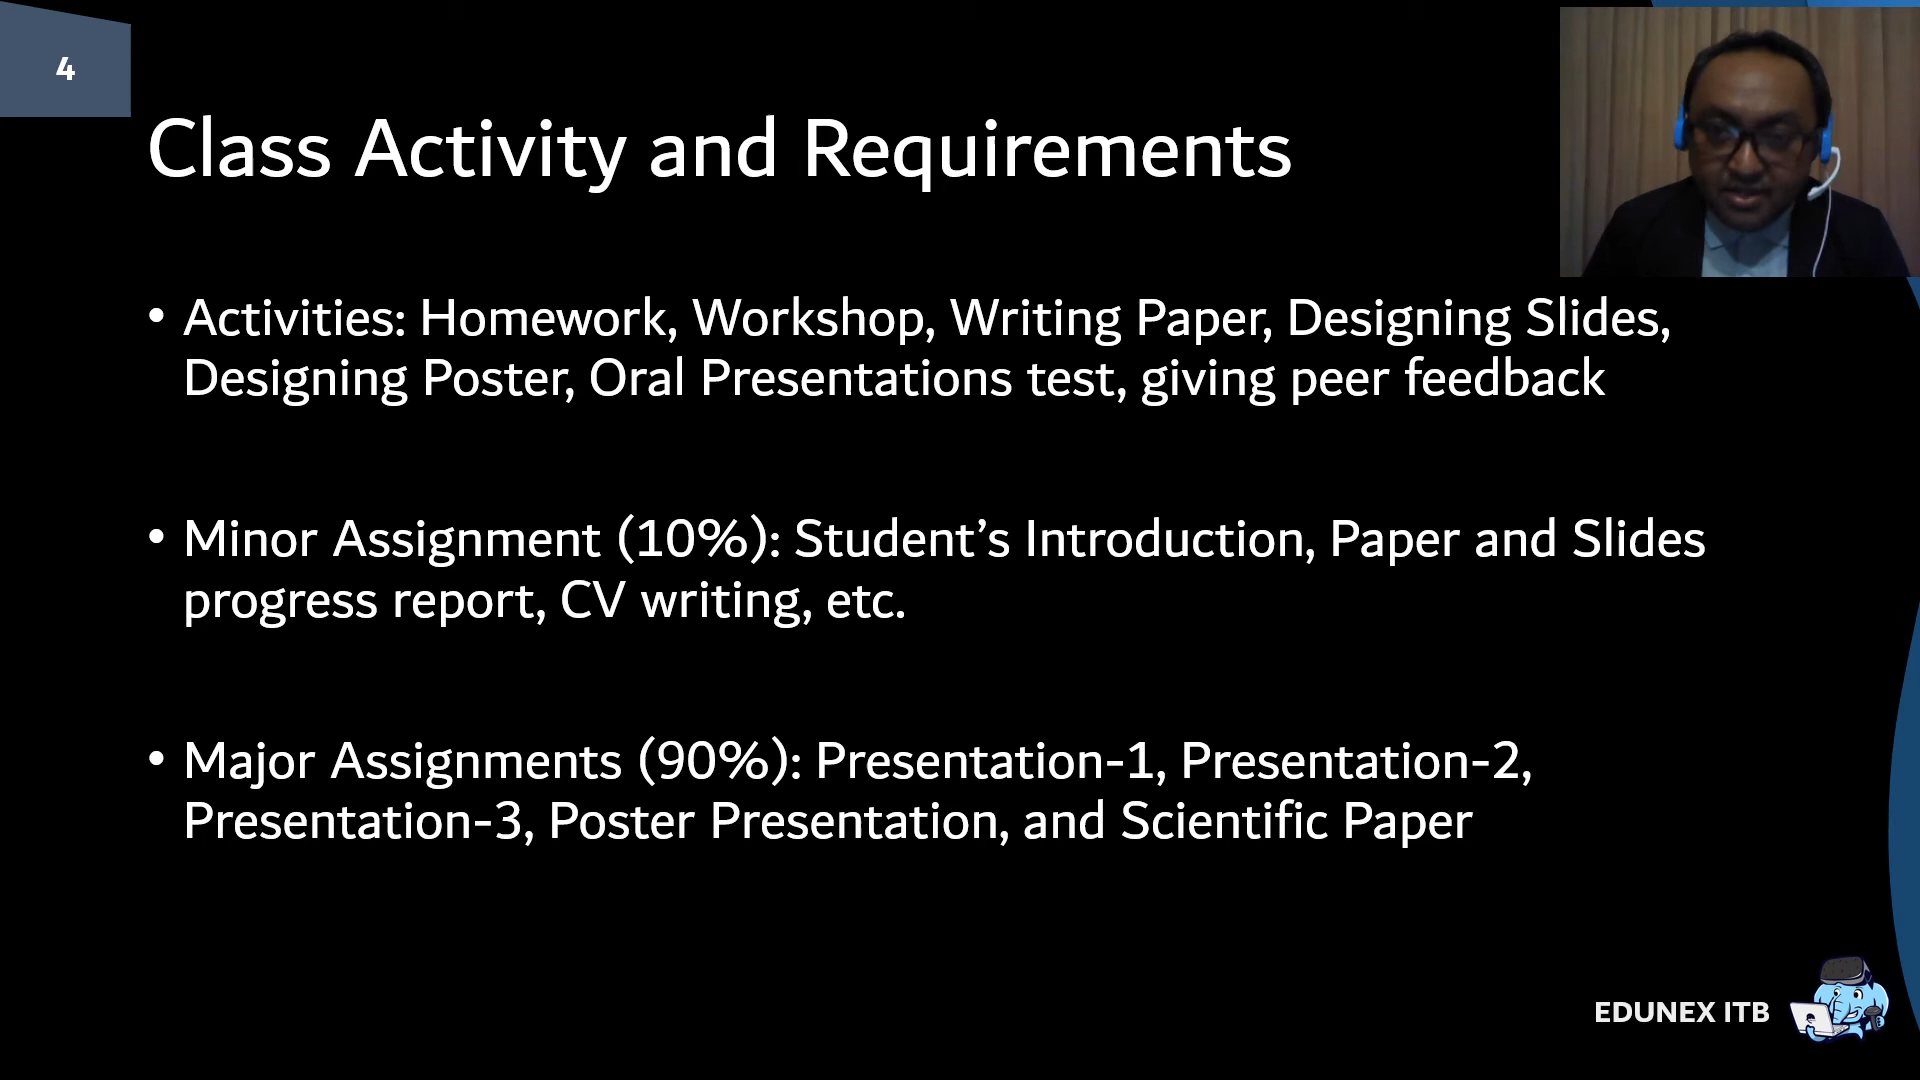 4
Class Activity and Requirements
• Activities: Homework, Workshop, Writing Paper, Designing Slides,
Designing Poster, Oral Presentations test, giving peer feedback
• Minor Assignment (10%): Student’s Introduction, Paper and Slides
progress report, CV writing, etc.
• Major Assignments (90%): Presentation-1, Presentation-2,
Presentation-3, Poster Presentation, and Scientific Paper
EDUNEX ITB